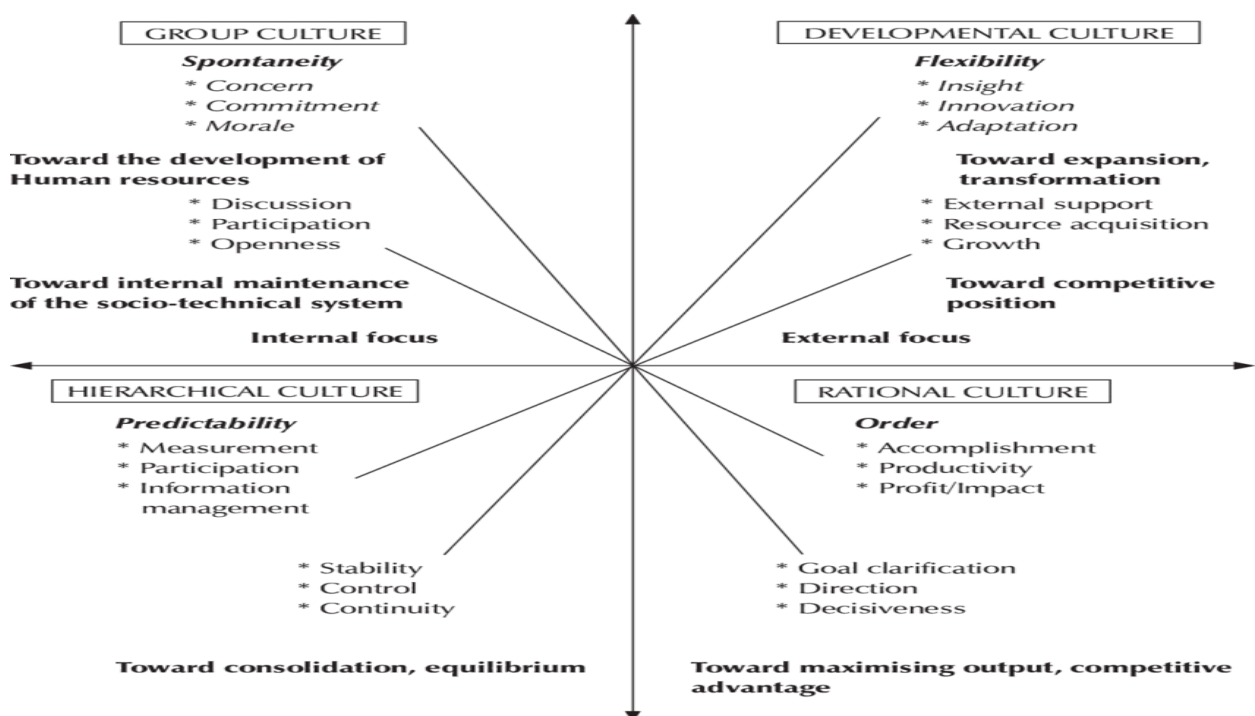 GROUP CULTURE
Spontaneity
* Concern
* Commitment
* Morale
Toward the development of
Human resources
* Discussion
* Participation
* Openness
Toward internal maintenance
of the socio-technical system
Internal focus
DEVELOPMENTAL CULTURE
Flexibility
* Insight
* Innovation
* Adaptation
Toward expansion,
transformation
* External support
* Resource acquisition
* Growth
Toward competitive
position
External focus
HIERARCHICAL CULTURE
Predictability
* Measurement
* Participation
* Information
management
* Stability
* Control
* Continuity
Toward consolidation, equilibrium
RATIONAL CULTURE
Order
* Accomplishment
* Productivity
* Profit/Impact
* Goal clarification
* Direction
* Decisiveness
Toward maximising output, competitive
advantage